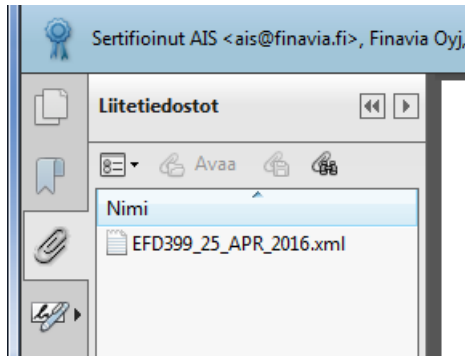 Sertifioinut AIS <ais@finavia.fi>, Finavia Oyj,
Liitetiedostot
Avaa
Nimi
EFD399_25_APR_2016.xml